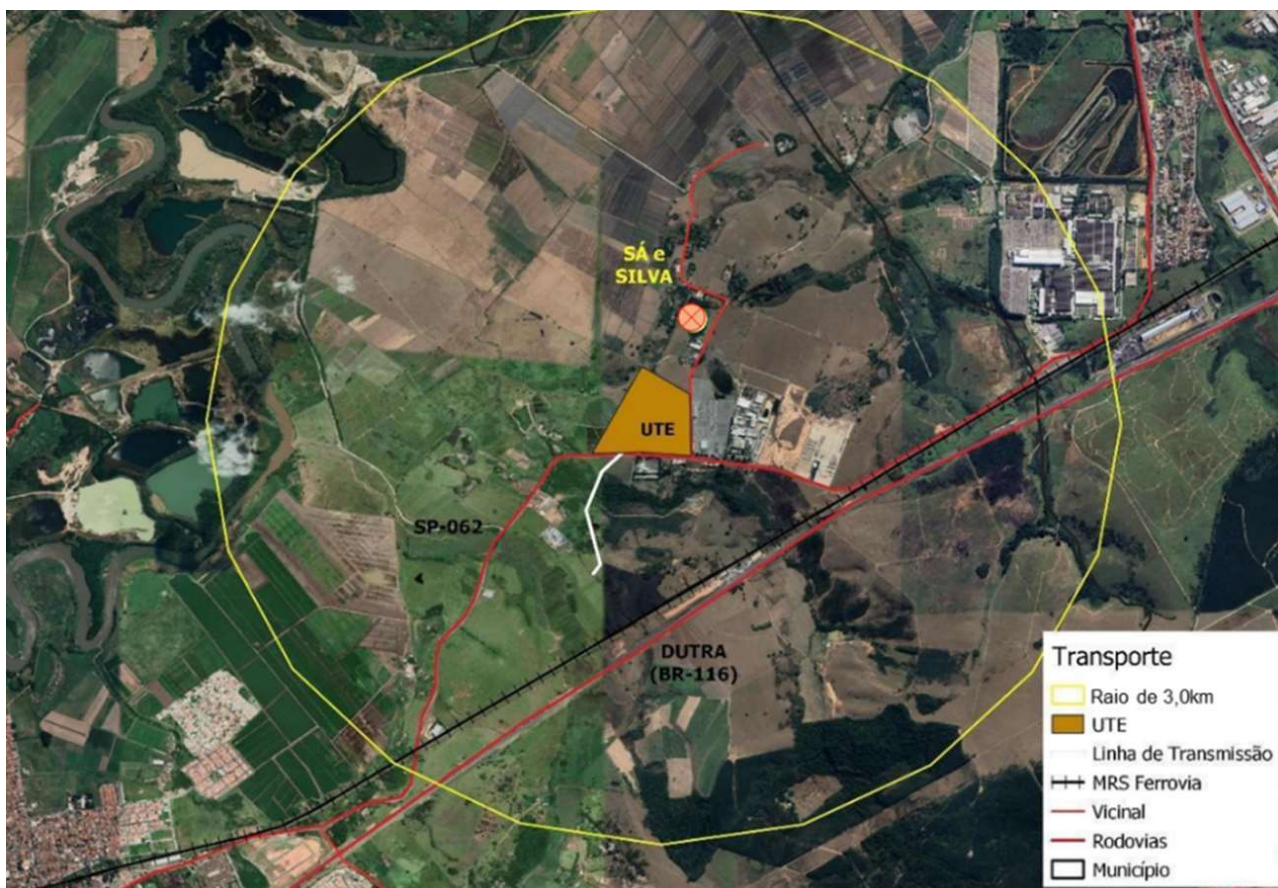 SÁ e
SILVA
UTE
SP-062
DUTRA
(BR-116)
Transporte
Raio de 3,0km
UTE
Linha de Transmissão
MRS Ferrovia
Vicinal
Rodovias
Município